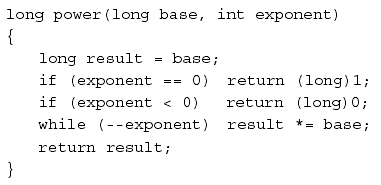 long power(long base, int exponent)
{
    long result = base;
    if (exponent == 0)  return (long)1;
    if (exponent < 0)   return (long)0;
    while (--exponent)  result *= base;
    return result;
}